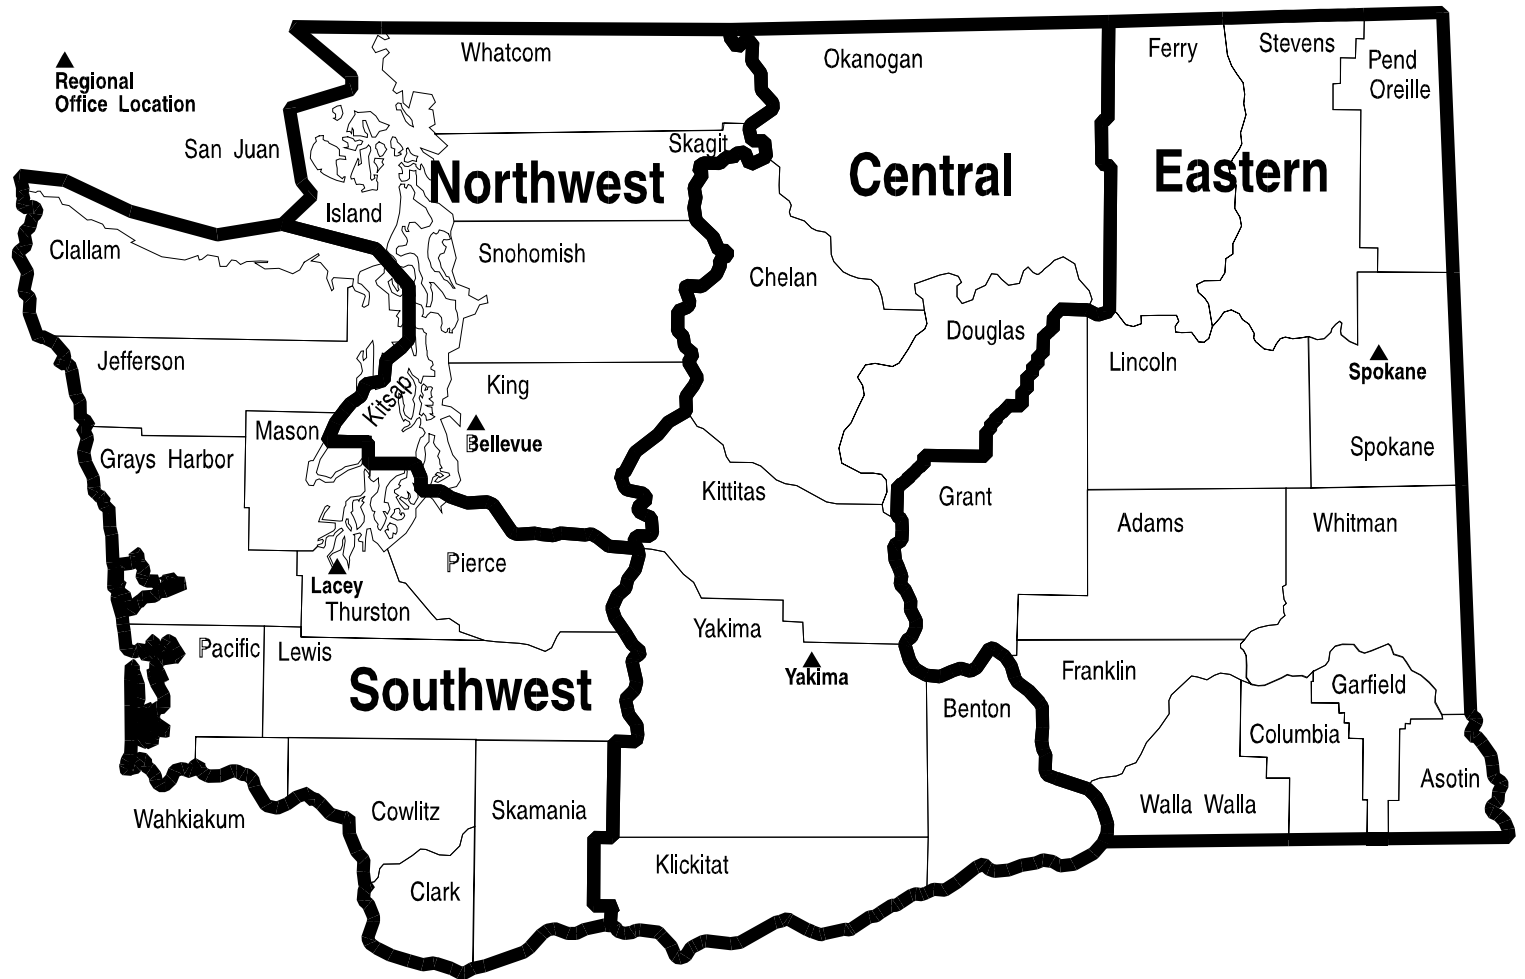 Regional
Office Location
Whatcom
Okanogan
Ferry
Stevens
Pend
Oreille
San Juan
Skagit
Northwest
Central
Eastern
Island
Clallam
Snohomish
Chelan
Douglas
Jefferson
Lincoln
Spokane
King
Kitsap
Mason
Bellevue
Grays Harbor
Spokane
Kittitas
Grant
Adams
Whitman
Pierce
Lacey
Thurston
Yakima
Pacific
Lewis
Yakima
Franklin
Garfield
Southwest
Benton
Columbia
Asotin
Wahkiakum
Cowlitz
Skamania
Walla Walla
Klickitat
Clark